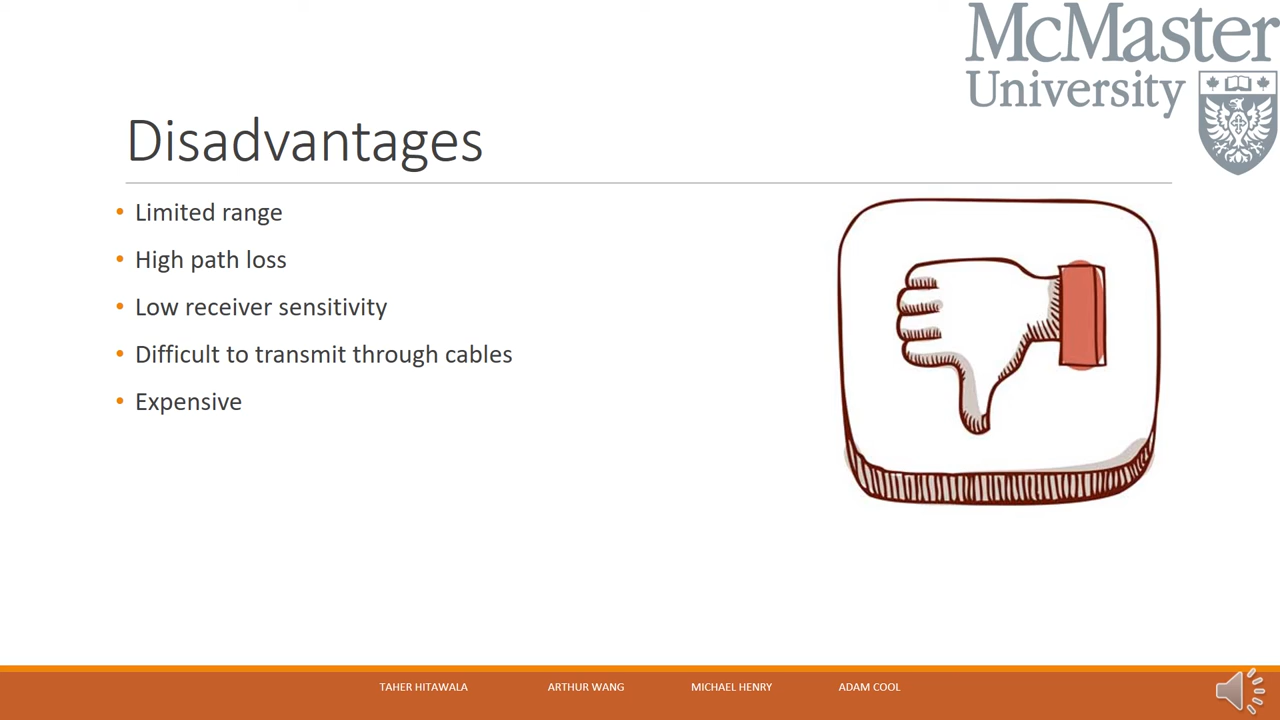 McMaster
University
Disadvantages
• Limited range
• High path loss
• Low receiver sensitivity
• Difficult to transmit through cables
• Expensive
TAHER HITAWALA ARTHUR WANG MICHAEL HENRY ADAM COOL